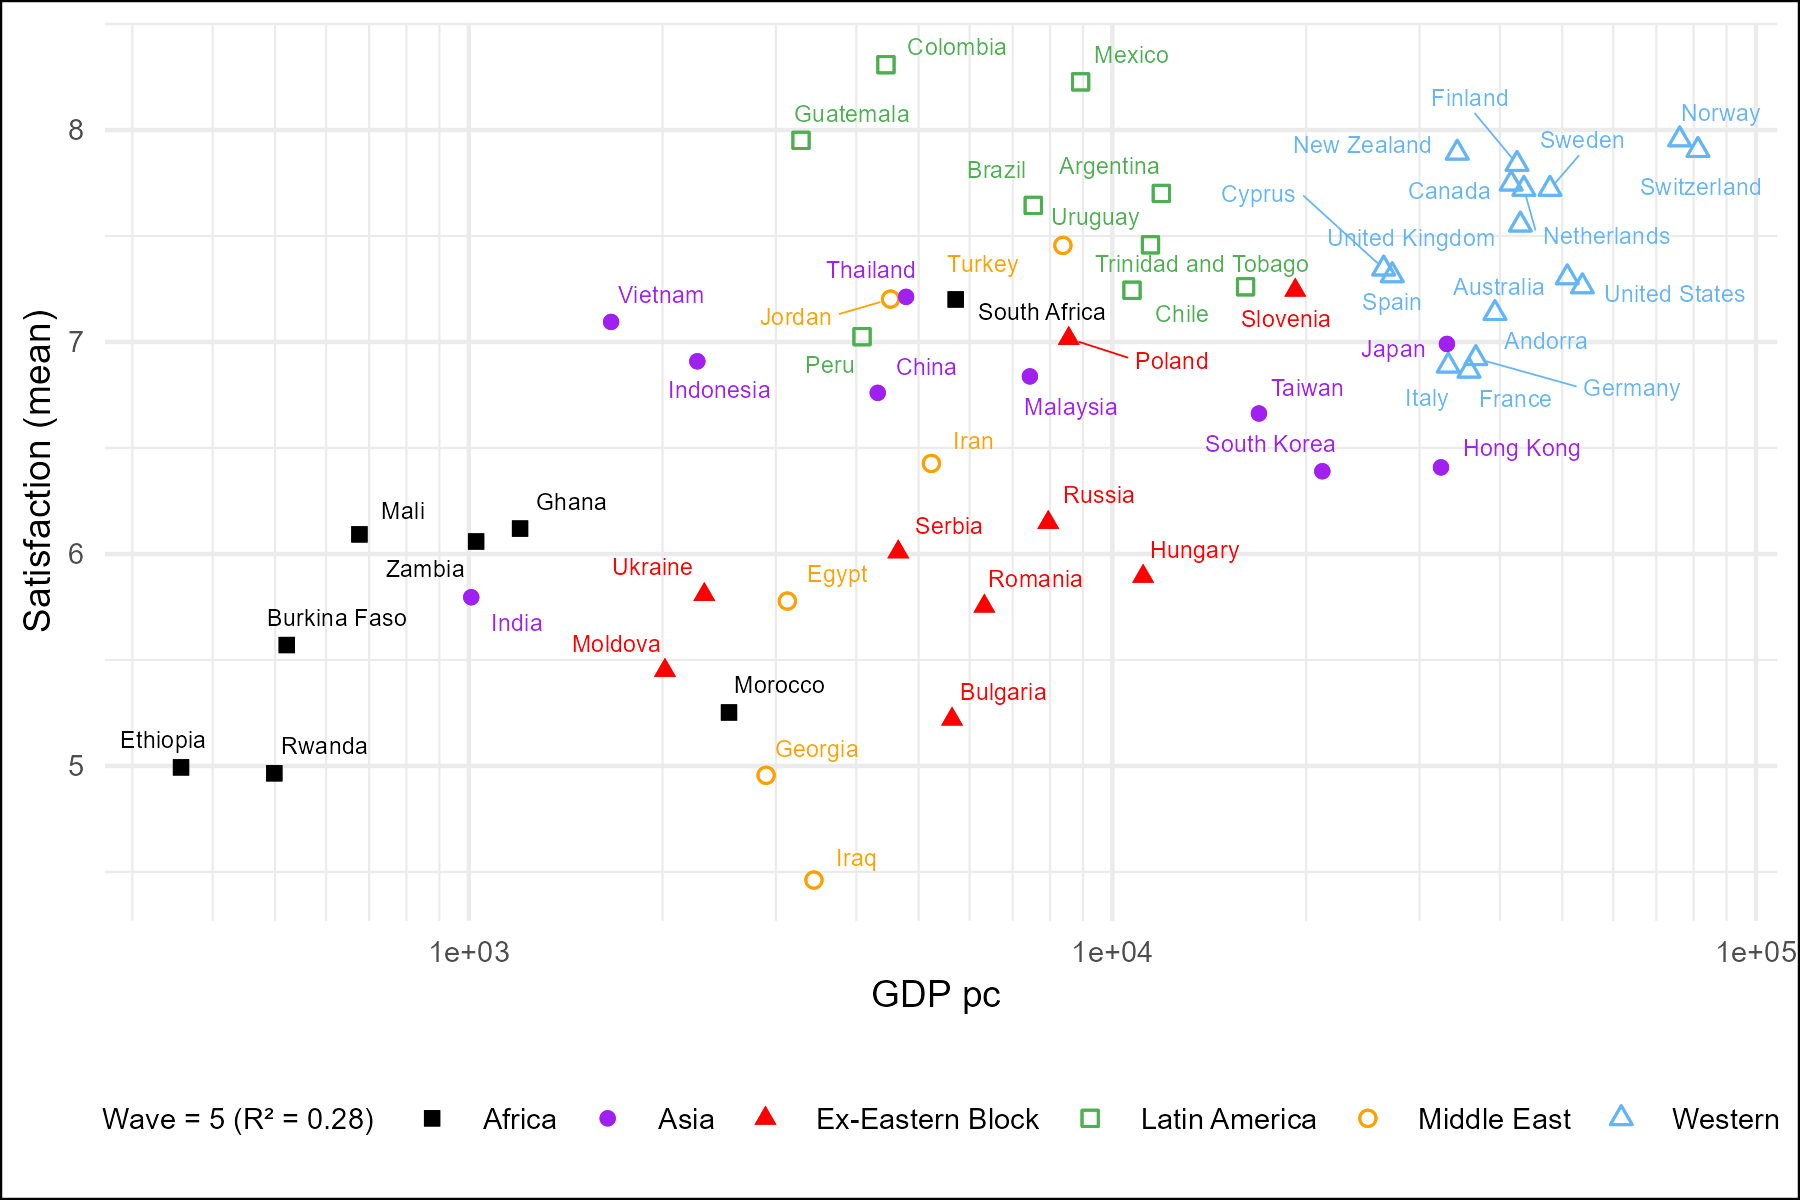 Colombia
Mexico
Guatemala
Finland
Norway
8
New Zealand
Sweden
Brazil
Argentina
Cyprus
Canada
Switzerland
Uruguay
United Kingdom
Netherlands
Thailand
Turkey
Trinidad and Tobago
Vietnam
Jordan
South Africa
Chile
Slovenia
Spain
Australia
United States
7
Peru
China
Poland
Japan
Andorra
Indonesia
Malaysia
Taiwan
Italy
France
Germany
Iran
South Korea
Hong Kong
Satisfaction (mean)
Mali
Ghana
Russia
Serbia
6
Zambia
Ukraine
Egypt
Romania
Hungary
Burkina Faso
India
Moldova
Morocco
Bulgaria
Ethiopia
Rwanda
Georgia
5
Iraq
1e+03
1e+04
1e+05
GDP pc
Wave = 5 (R² = 0.28)
Africa
Asia
Ex-Eastern Block
Latin America
Middle East
Western